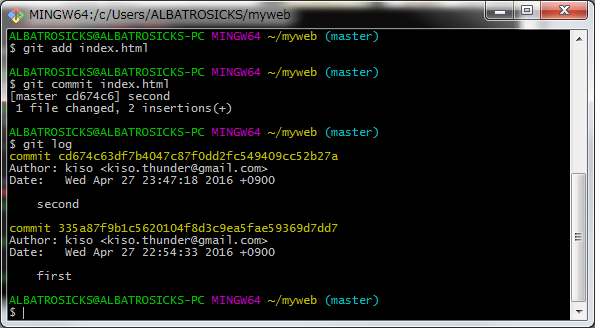 MINGW64:/c/Users/ALBATROSICKS/myweb
ALBATROSICKS@ALBATROSICKS-PC MINGW64 ~/myweb (master)
$ git add index.html
ALBATROSICKS@ALBATROSICKS-PC MINGW64 ~/myweb (master)
$ git commit index.html
[master cd674c6] second
 1 file changed, 2 insertions(+)
ALBATROSICKS@ALBATROSICKS-PC MINGW64 ~/myweb (master)
$ git log
commit cd674c63df7b4047c87f0dd2fc549409cc52b27a
Author: kiso <kiso.thunder@gmail.com>
Date:   Wed Apr 27 23:47:18 2016 +0900
    second
commit 335a87f9b1c5620104f8d3c9ea5fae59369d7dd7
Author: kiso <kiso.thunder@gmail.com>
Date:   Wed Apr 27 22:54:33 2016 +0900
    first
ALBATROSICKS@ALBATROSICKS-PC MINGW64 ~/myweb (master)
$